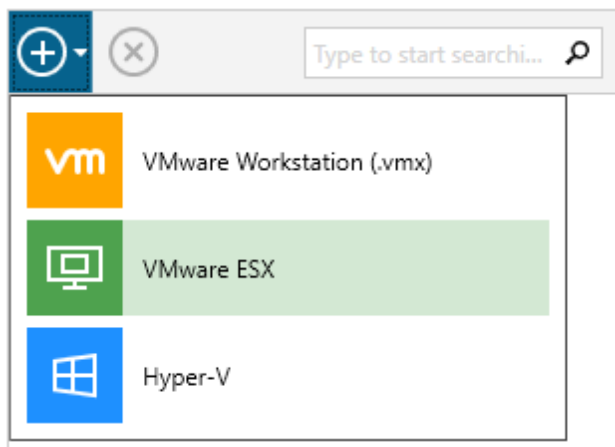 Type to start searchi...
vm
VMware Workstation (.vmx)
VMware ESX
Hyper-V